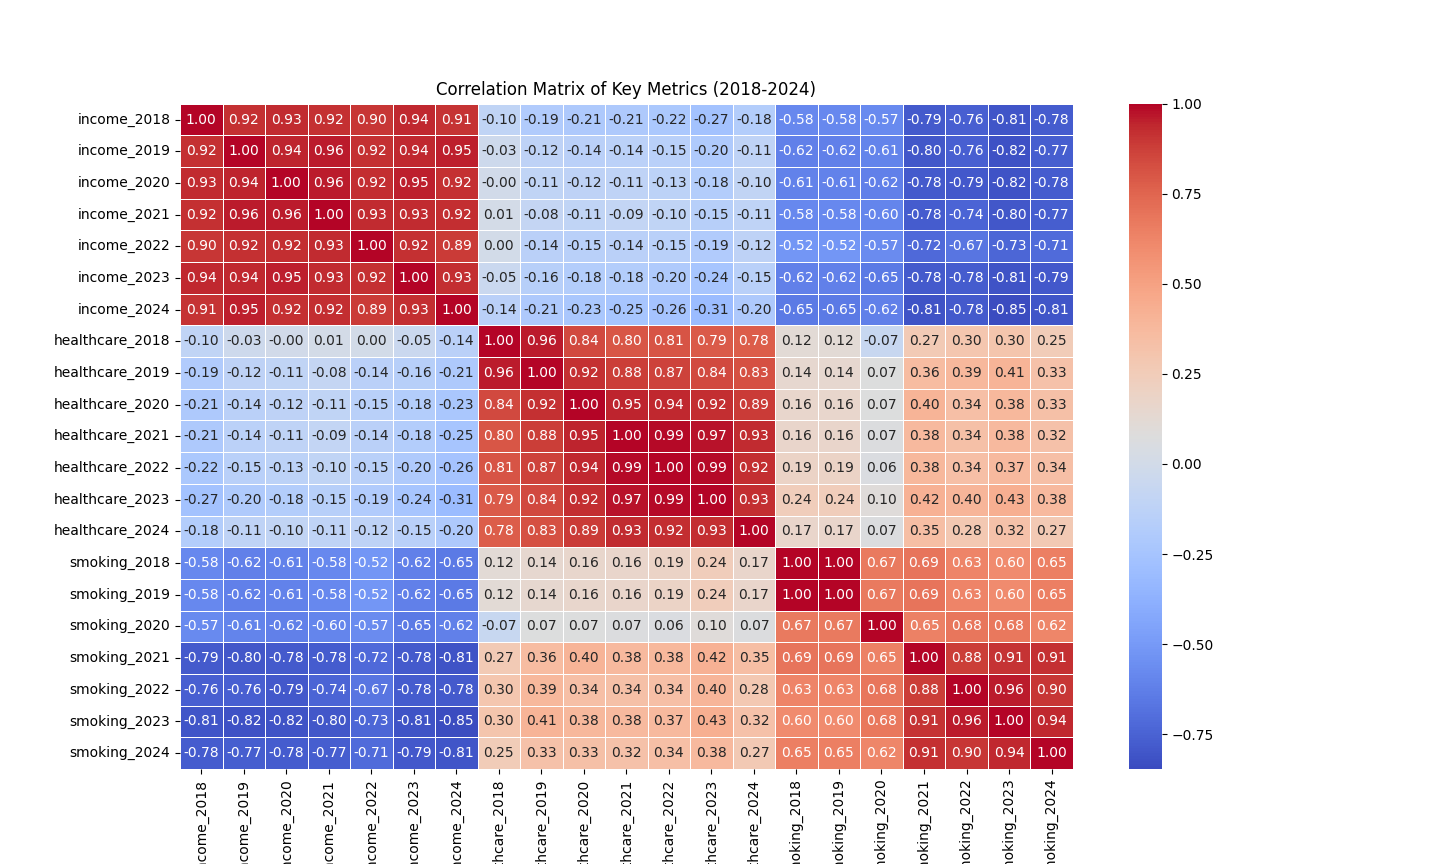 Correlation Matrix of Key Metrics (2018-2024)
income_2018 1.00 0.92 0.93 0.92 0.90 0.94 0.91 -0.10 -0.19 -0.21 -0.21 -0.22 -0.27 -0.18 -0.58 -0.58 -0.57 -0.79 -0.76 -0.81 -0.78
income_2019 0.92 1.00 0.94 0.96 0.92 0.94 0.95 -0.03 -0.12 -0.14 -0.14 -0.15 -0.20 -0.11 -0.62 -0.62 -0.61 -0.80 -0.76 -0.82 -0.77
income_2020 0.93 0.94 1.00 0.96 0.92 0.95 0.92 -0.00 -0.11 -0.12 -0.11 -0.13 -0.18 -0.10 -0.61 -0.61 -0.62 -0.78 -0.79 -0.82 -0.78
income_2021 0.92 0.96 0.96 1.00 0.93 0.93 0.92 0.01 -0.08 -0.11 -0.09 -0.10 -0.15 -0.11 -0.58 -0.58 -0.60 -0.78 -0.74 -0.80 -0.77
income_2022 0.90 0.92 0.92 0.93 1.00 0.92 0.89 0.00 -0.14 -0.15 -0.14 -0.15 -0.19 -0.12 -0.52 -0.52 -0.57 -0.72 -0.67 -0.73 -0.71
income_2023 0.94 0.94 0.95 0.93 0.92 1.00 0.93 -0.05 -0.16 -0.18 -0.18 -0.20 -0.24 -0.15 -0.62 -0.62 -0.65 -0.78 -0.78 -0.81 -0.79
income_2024 0.91 0.95 0.92 0.92 0.89 0.93 1.00 -0.14 -0.21 -0.23 -0.25 -0.26 -0.31 -0.20 -0.65 -0.65 -0.62 -0.81 -0.78 -0.85 -0.81
healthcare_2018 -0.10 -0.03 -0.00 0.01 0.00 -0.05 -0.14 1.00 0.96 0.84 0.80 0.81 0.79 0.78 0.12 0.12 -0.07 0.27 0.30 0.30 0.25
healthcare_2019 -0.19 -0.12 -0.11 -0.08 -0.14 -0.16 -0.21 0.96 1.00 0.92 0.88 0.87 0.84 0.83 0.14 0.14 0.07 0.36 0.39 0.41 0.33
healthcare_2020 -0.21 -0.14 -0.12 -0.11 -0.15 -0.18 -0.23 0.84 0.92 1.00 0.95 0.94 0.92 0.89 0.16 0.16 0.07 0.40 0.34 0.38 0.33
healthcare_2021 -0.21 -0.14 -0.11 -0.09 -0.14 -0.18 -0.25 0.80 0.88 0.95 1.00 0.99 0.97 0.93 0.16 0.16 0.07 0.38 0.34 0.38 0.32
healthcare_2022 -0.22 -0.15 -0.13 -0.10 -0.15 -0.20 -0.26 0.81 0.87 0.94 0.99 1.00 0.99 0.92 0.19 0.19 0.06 0.38 0.34 0.37 0.34
healthcare_2023 -0.27 -0.20 -0.18 -0.15 -0.19 -0.24 -0.31 0.79 0.84 0.92 0.97 0.99 1.00 0.93 0.24 0.24 0.10 0.42 0.40 0.43 0.38
healthcare_2024 -0.18 -0.11 -0.10 -0.11 -0.12 -0.15 -0.20 0.78 0.83 0.89 0.93 0.92 0.93 1.00 0.17 0.17 0.07 0.35 0.28 0.32 0.27
smoking_2018 -0.58 -0.62 -0.61 -0.58 -0.52 -0.62 -0.65 0.12 0.14 0.16 0.16 0.19 0.24 0.17 1.00 1.00 0.67 0.69 0.63 0.60 0.65
smoking_2019 -0.58 -0.62 -0.61 -0.58 -0.52 -0.62 -0.65 0.12 0.14 0.16 0.16 0.19 0.24 0.17 1.00 1.00 0.67 0.69 0.63 0.60 0.65
smoking_2020 -0.57 -0.61 -0.62 -0.60 -0.57 -0.65 -0.62 -0.07 0.07 0.07 0.07 0.06 0.10 0.07 0.67 0.67 1.00 0.65 0.68 0.68 0.62
smoking_2021 -0.79 -0.80 -0.78 -0.78 -0.72 -0.78 -0.81 0.27 0.36 0.40 0.38 0.38 0.42 0.35 0.69 0.69 0.65 1.00 0.88 0.91 0.91
smoking_2022 -0.76 -0.76 -0.79 -0.74 -0.67 -0.78 -0.78 0.30 0.39 0.34 0.34 0.34 0.40 0.28 0.63 0.63 0.68 0.88 1.00 0.96 0.90
smoking_2023 -0.81 -0.82 -0.82 -0.80 -0.73 -0.81 -0.85 0.30 0.41 0.38 0.38 0.37 0.43 0.32 0.60 0.60 0.68 0.91 0.96 1.00 0.94
smoking_2024 -0.78 -0.77 -0.78 -0.77 -0.71 -0.79 -0.81 0.25 0.33 0.33 0.32 0.34 0.38 0.27 0.65 0.65 0.62 0.91 0.90 0.94 1.00
ncome_2018
ncome_2019
ncome_2020
ncome_2021
ncome_2022
ncome_2023
ncome_2024
thcare_2018
thcare_2019
thcare_2020
thcare_2021
thcare_2022
thcare_2023
thcare_2024
moking_2018
moking_2019
moking_2020
moking_2021
moking_2022
moking_2023
moking_2024
1.00
0.75
0.50
0.25
0.00
−0.25
−0.50
−0.75